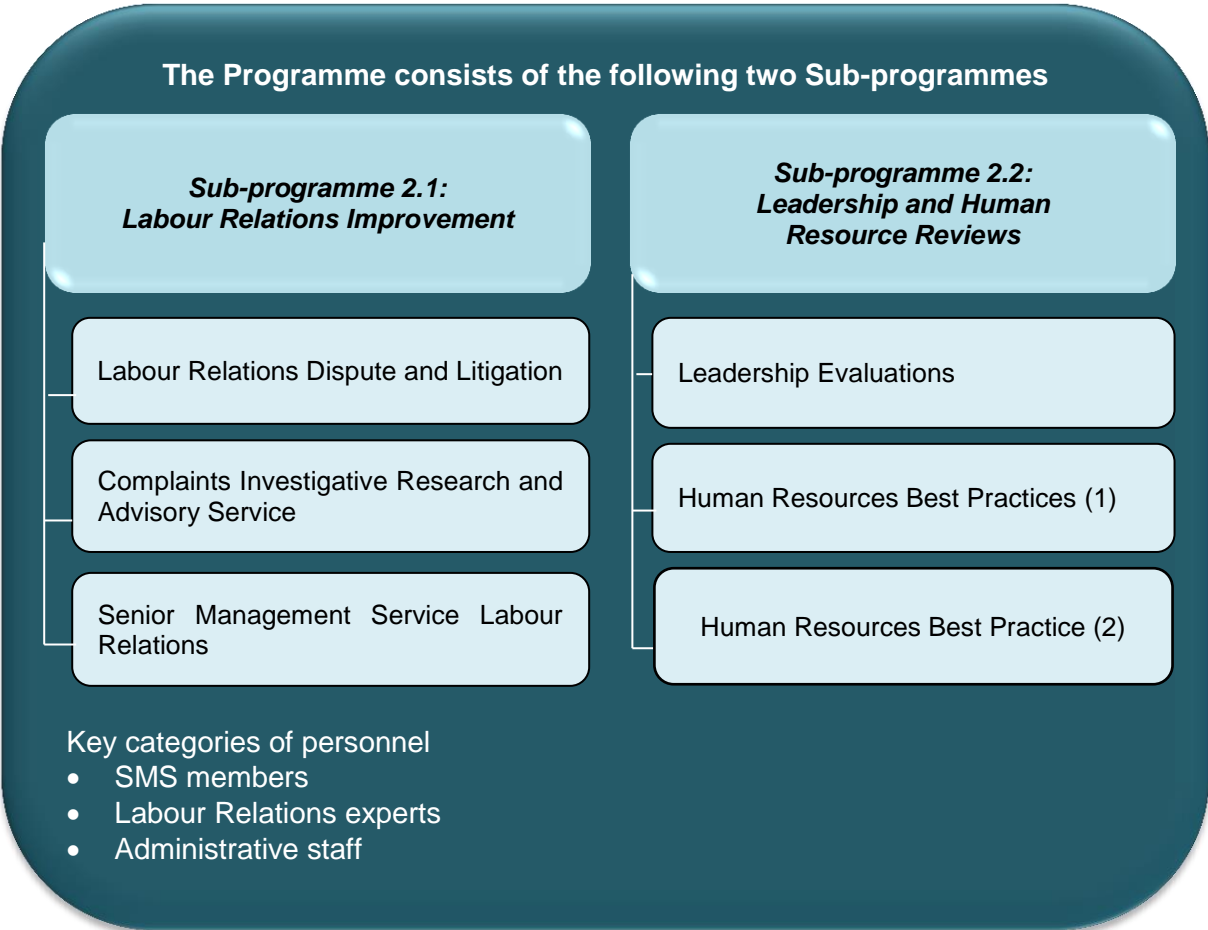 The Programme consists of the following two Sub-programmes
Sub-programme 2.1:
Labour Relations Improvement
Labour Relations Dispute and Litigation
Complaints Investigative Research and
Advisory Service
Senior Management Service Labour
Relations
Sub-programme 2.2:
Leadership and Human
Resource Reviews
Leadership Evaluations
Human Resources Best Practices (1)
Human Resources Best Practice (2)
Key categories of personnel
• SMS members
• Labour Relations experts
• Administrative staff